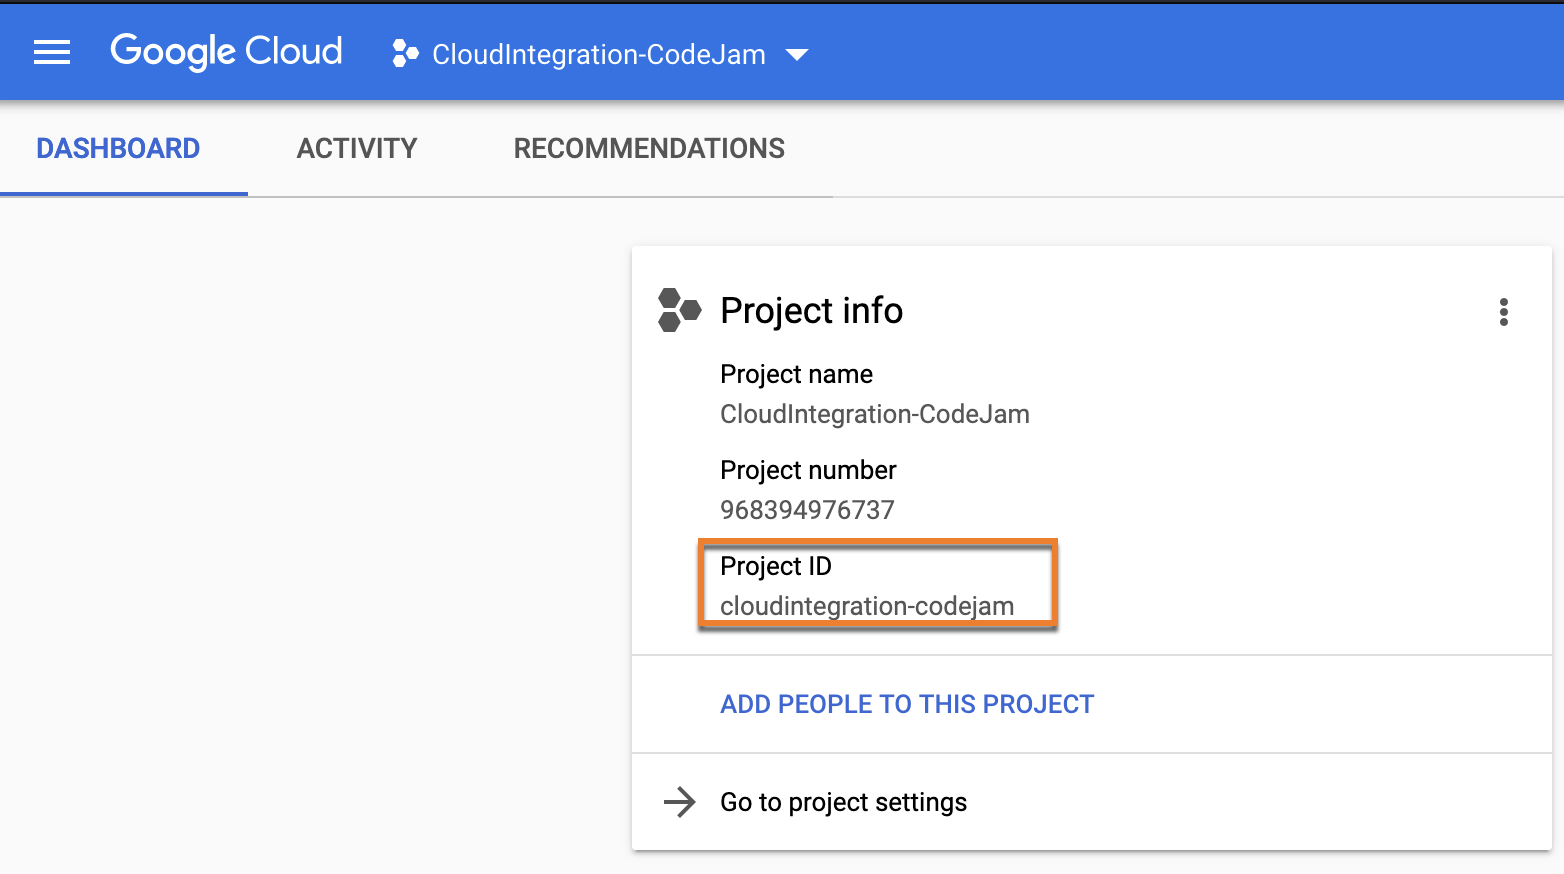 Google Cloud CloudIntegration-CodeJam
DASHBOARD ACTIVITY RECOMMENDATIONS
Project info
Project name
CloudIntegration-CodeJam
Project number
968394976737
Project ID
cloudintegration-codejam
ADD PEOPLE TO THIS PROJECT
Go to project settings